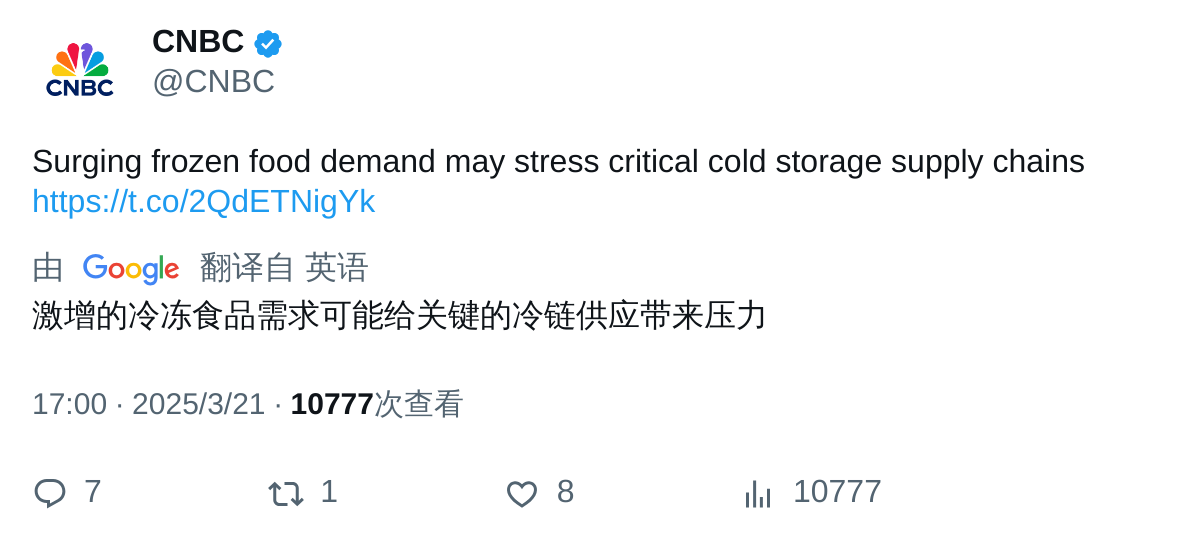 CNBC
CNBC
@CNBC
Surging frozen food demand may stress critical cold storage supply chains
https://t.co/2QdETNigYk
由 Google 翻译自 英语
激增的冷冻食品需求可能给关键的冷链供应带来压力
17:00 · 2025/3/21 · 10777次查看
7 1 8 10777